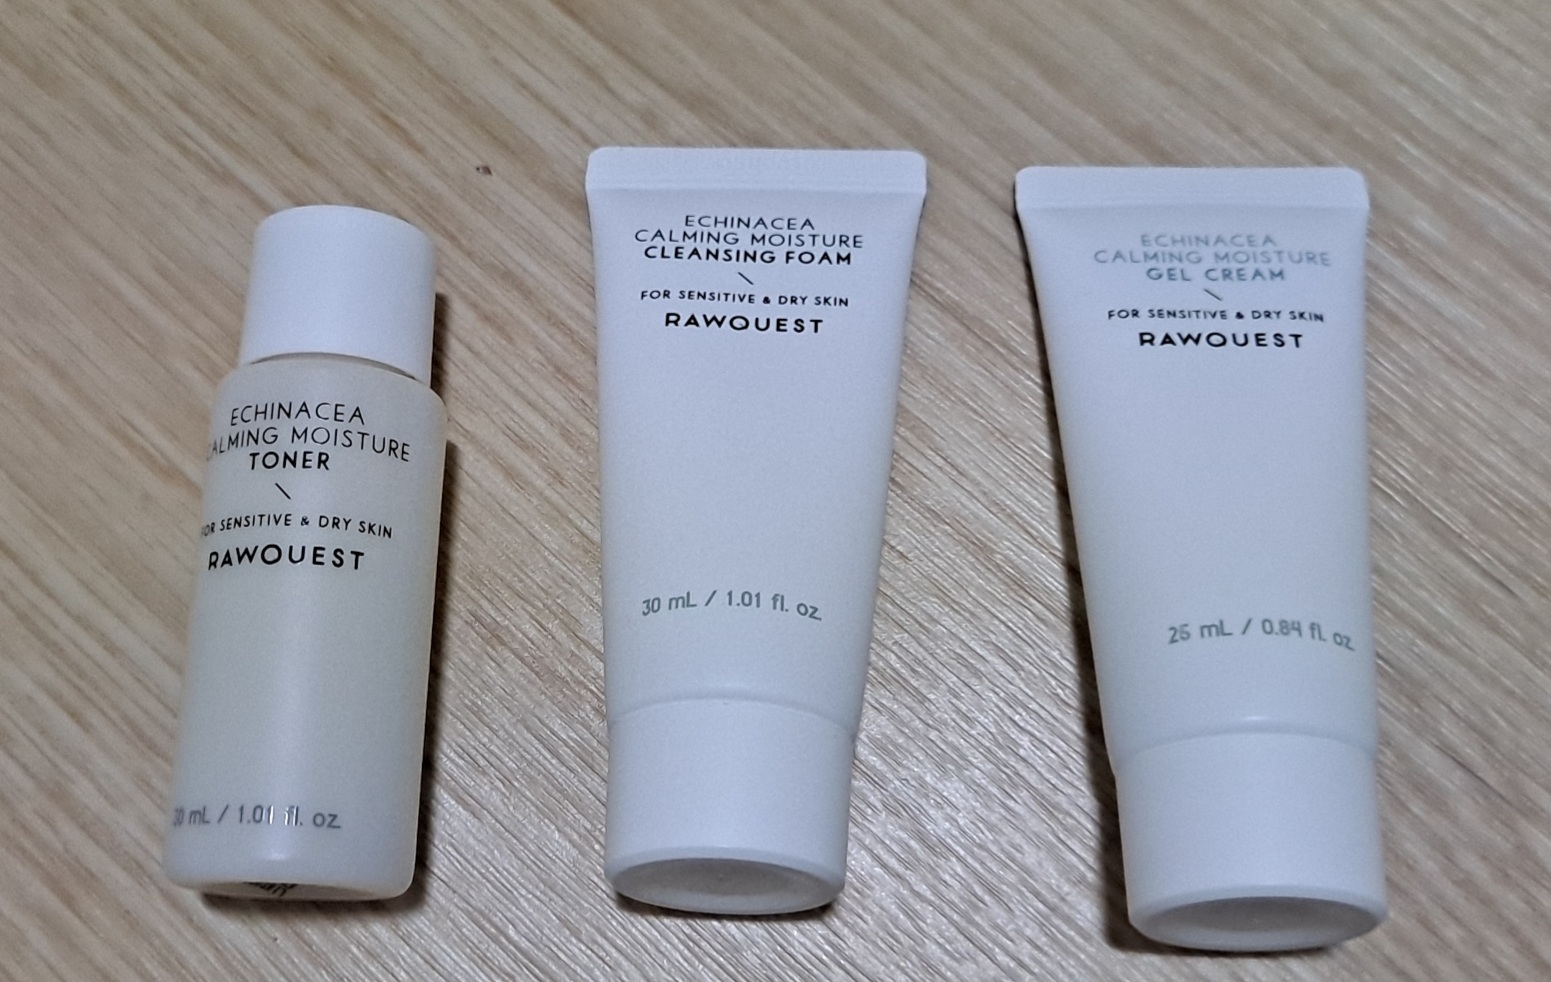 ECHINACEA
CALMING MOISTURE
TONER
\
FOR SENSITIVE & DRY SKIN
RAWQUEST
30 mL / 1.01 fl. oz
ECHINACEA
CALMING MOISTURE
CLEANSING FOAM
\
FOR SENSITIVE & DRY SKIN
RAWQUEST
30 mL / 1.01 fl. oz
ECHINACEA
CALMING MOISTURE
GEL CREAM
\
FOR SENSITIVE & DRY SKIN
RAWQUEST
25 mL / 0.84 fl. oz